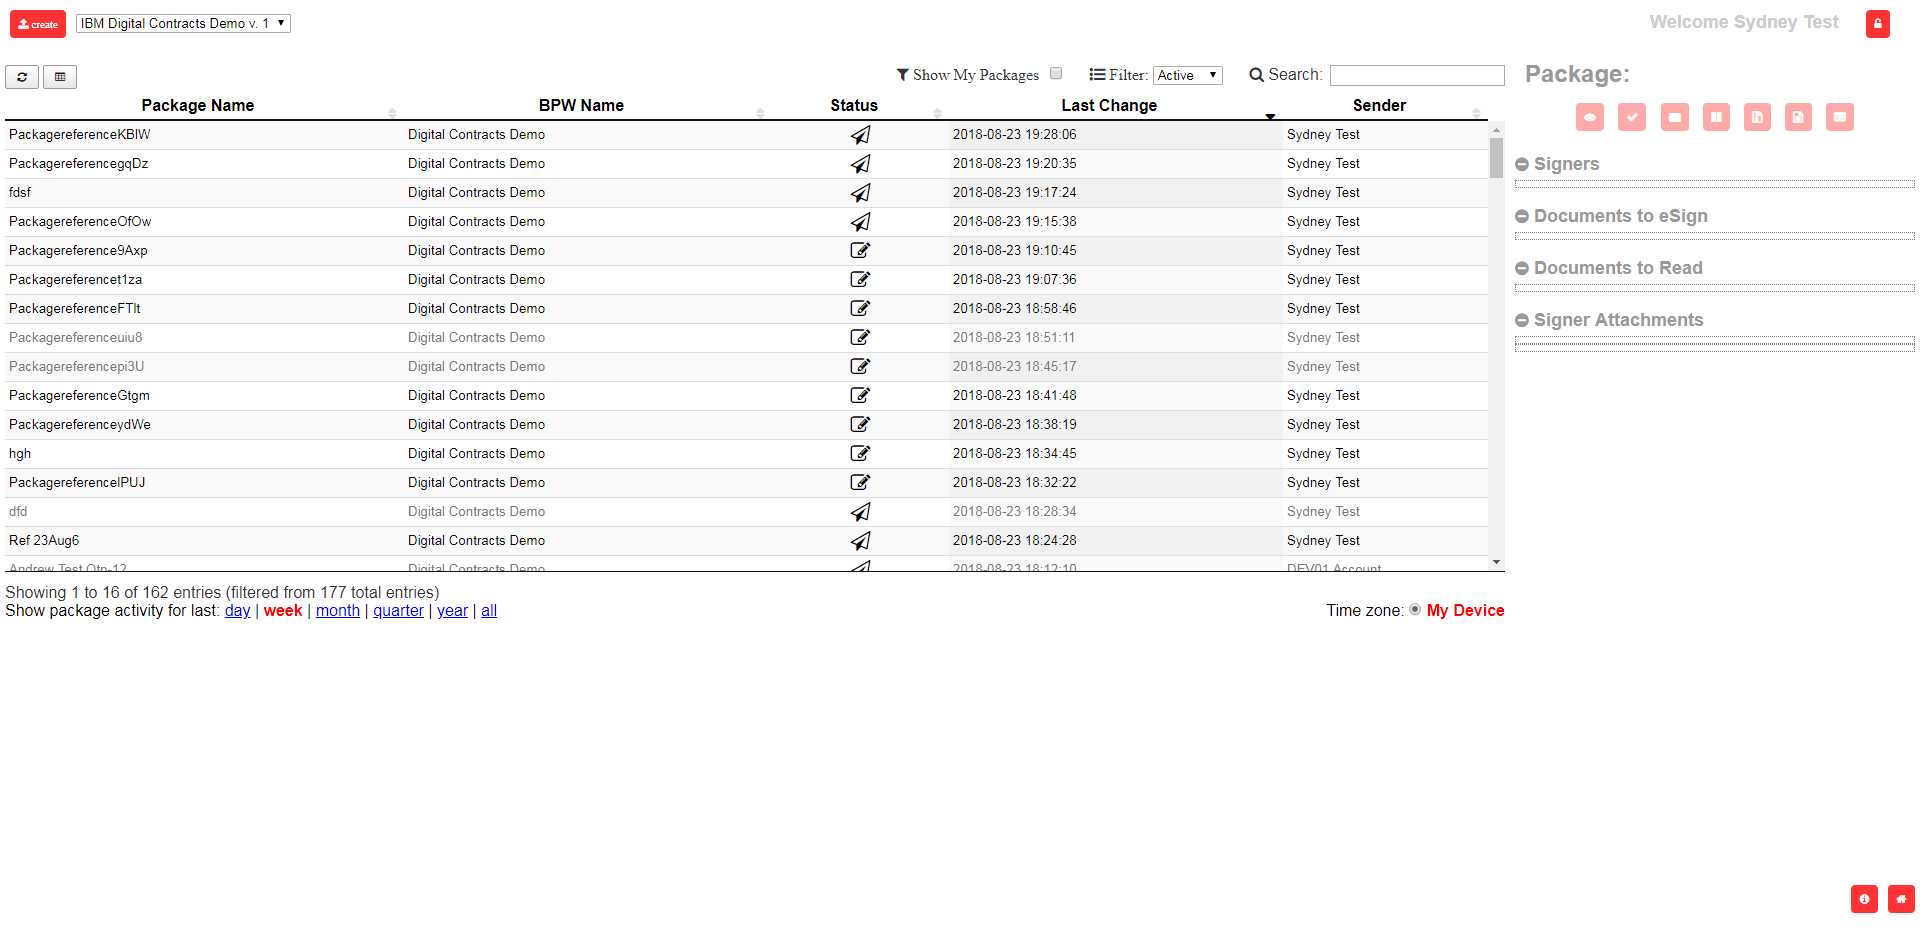 create IBM Digital Contracts Demo v. 1 Welcome Sydney Test
Show My Packages Filter: Active Search: Package:
Package Name BPW Name Status Last Change Sender
PackagereferenceKBIW Digital Contracts Demo 2018-08-23 19:28:06 Sydney Test
PackagereferencegqDz Digital Contracts Demo 2018-08-23 19:20:35 Sydney Test
Signers
fdsf Digital Contracts Demo 2018-08-23 19:17:24 Sydney Test
PackagereferenceOfOw Digital Contracts Demo 2018-08-23 19:15:38 Sydney Test
Documents to eSign
Packagereference9Axp Digital Contracts Demo 2018-08-23 19:10:45 Sydney Test
Documents to Read
Packagereferencet1za Digital Contracts Demo 2018-08-23 19:07:36 Sydney Test
PackagereferenceFTIt Digital Contracts Demo 2018-08-23 18:58:46 Sydney Test
Signer Attachments
Packagereferenceuiu8 Digital Contracts Demo 2018-08-23 18:51:11 Sydney Test
Packagereferencepi3U Digital Contracts Demo 2018-08-23 18:45:17 Sydney Test
PackagereferenceGtgm Digital Contracts Demo 2018-08-23 18:41:48 Sydney Test
PackagereferenceydWe Digital Contracts Demo 2018-08-23 18:38:19 Sydney Test
hgh Digital Contracts Demo 2018-08-23 18:34:45 Sydney Test
PackagereferenceIPUJ Digital Contracts Demo 2018-08-23 18:32:22 Sydney Test
dfd Digital Contracts Demo 2018-08-23 18:28:34 Sydney Test
Ref 23Aug6 Digital Contracts Demo 2018-08-23 18:24:28 Sydney Test
Andrew Test Otp-12 Digital Contracts Demo 2018-08-23 18:12:10 DEV01 Account
Showing 1 to 16 of 162 entries (filtered from 177 total entries)
Show package activity for last: day | week | month | quarter | year | all Time zone: My Device